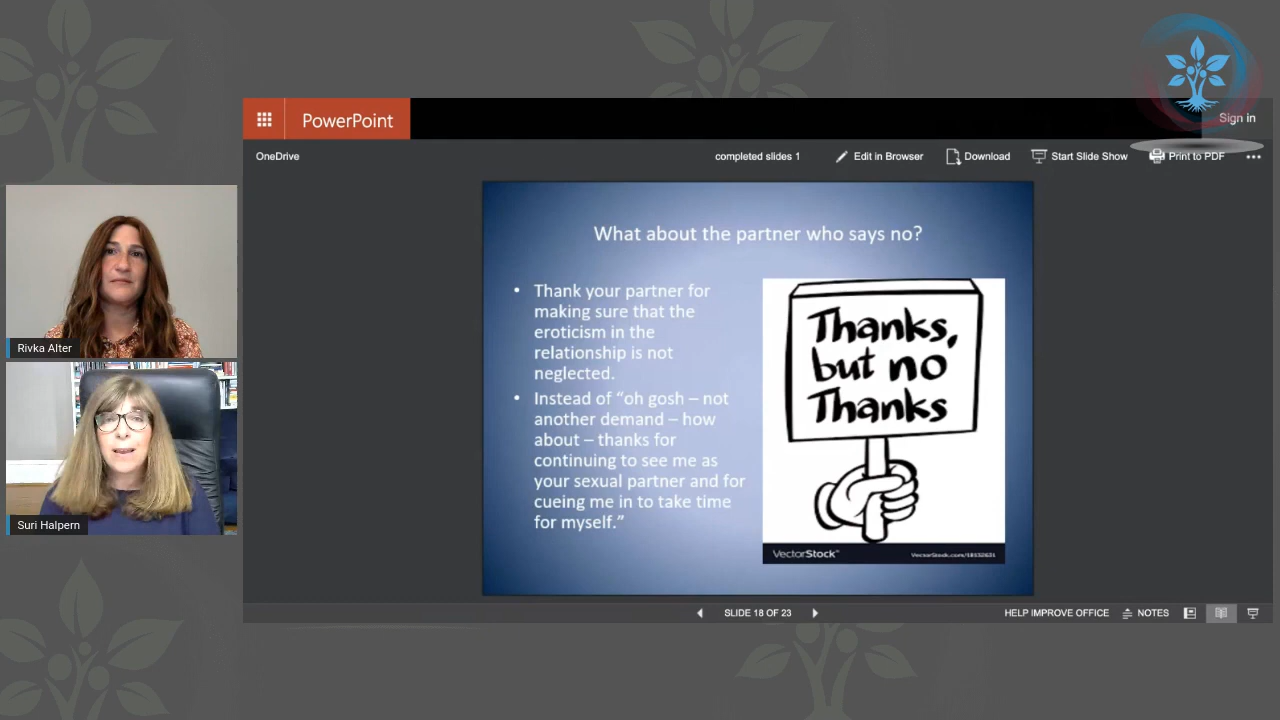 PowerPoint
Sign in
OneDrive
completed slides 1
Edit in Browser
Download
Start Slide Show
Print to PDF
What about the partner who says no?
• Thank your partner for
making sure that the
eroticism in the
relationship is not
neglected.
• Instead of “oh gosh – not
another demand – how
about – thanks for
continuing to see me as
your sexual partner and for
cueing me in to take time
for myself.”
Thanks,
but no
Thanks
VectorStock
Rivka Alter
Suri Halpern
SLIDE 18 OF 23
HELP IMPROVE OFFICE
NOTES